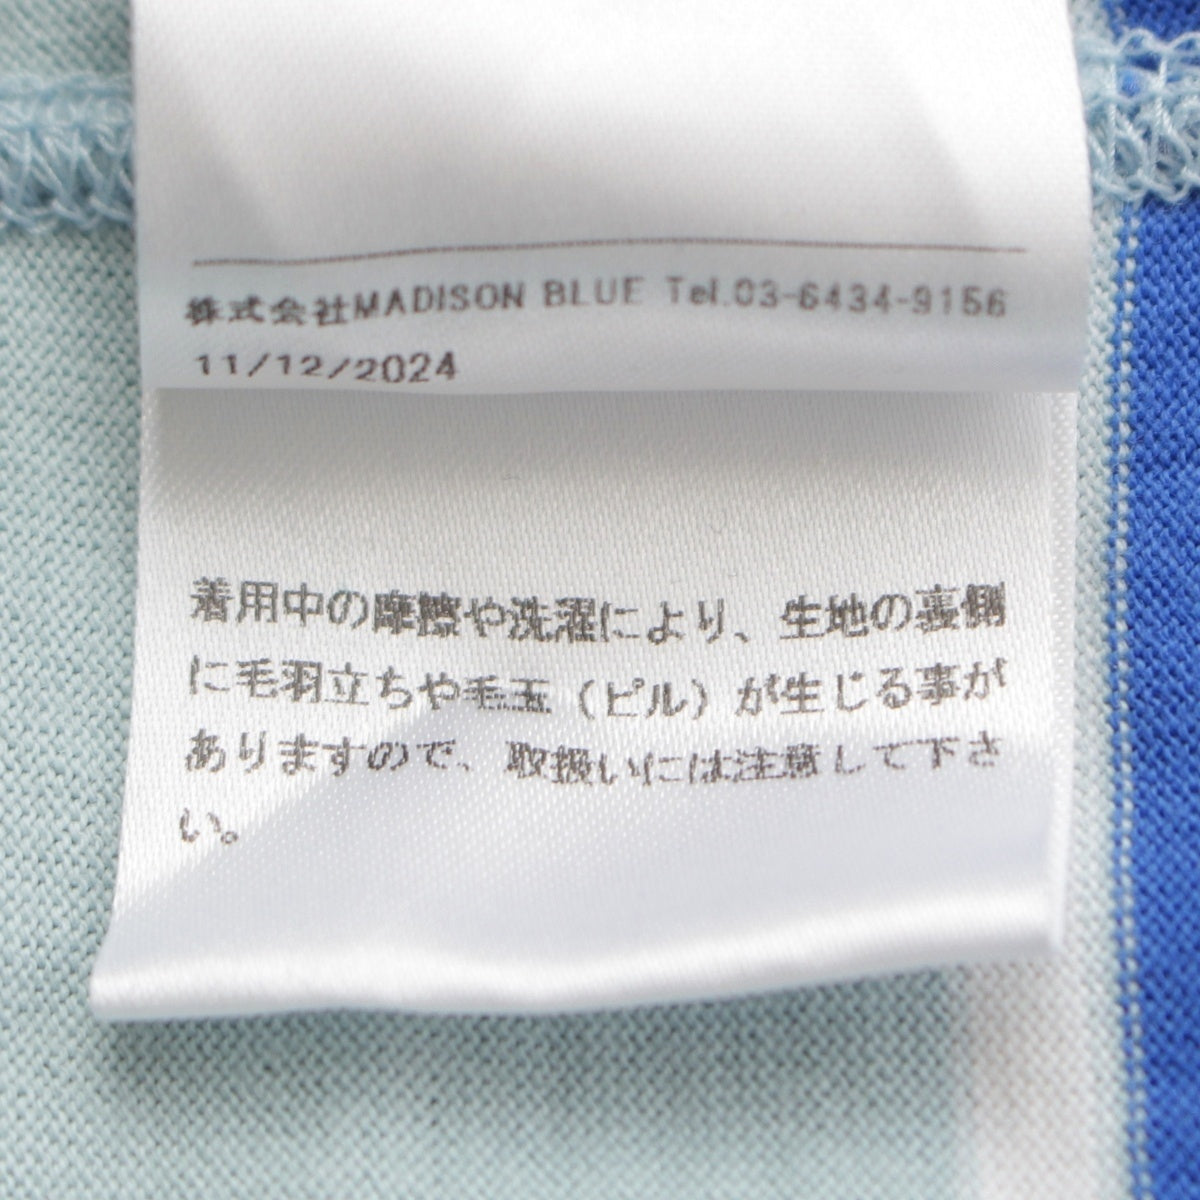 株式会社MADISON BLUE Tel.03-6434-9156
11/12/2024
着用中の摩擦や洗濯により、生地の裏側
に毛羽立ちや毛玉（ピル）が生じる事が
ありますので、取扱いには注意して下さ
い。